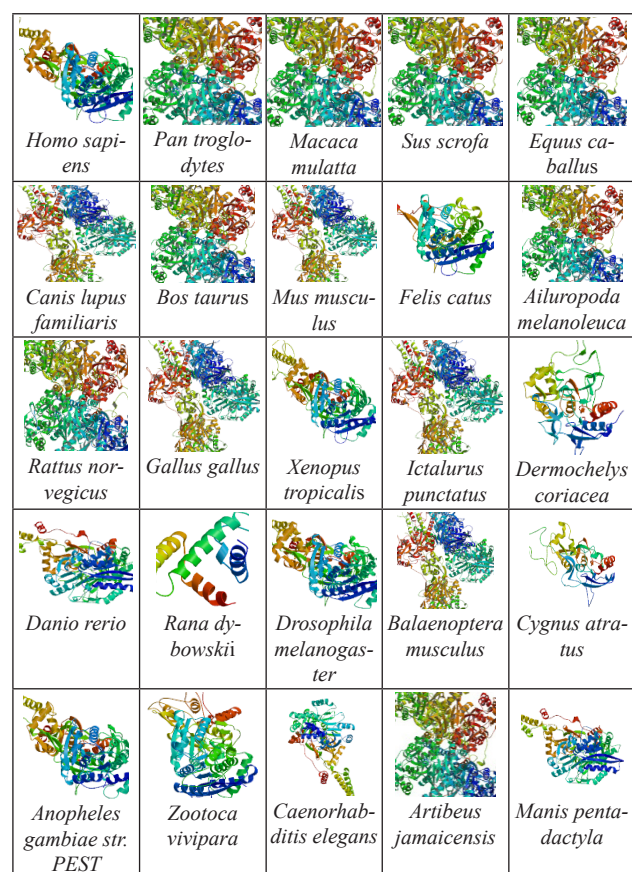 Homo sapi-
ens
Pan troglo-
dytes
Macaca
mulatta
Sus scrofa
Equus ca-
ballus
Canis lupus
familiaris
Bos taurus
Mus muscu-
lus
Felis catus
Ailuropoda
melanoleuca
Rattus nor-
vegicus
Gallus gallus
Xenopus
tropicalis
Ictalurus
punctatus
Dermochelys
coriacea
Danio rerio
Rana dy-
bowskii
Drosophila
melanogas-
ter
Balaenoptera
musculus
Cygnus atra-
tus
Anopheles
gambiae str.
PEST
Zootoca
vivipara
Caenorhab-
ditis elegans
Artibeus
jamaicensis
Manis penta-
dactyla